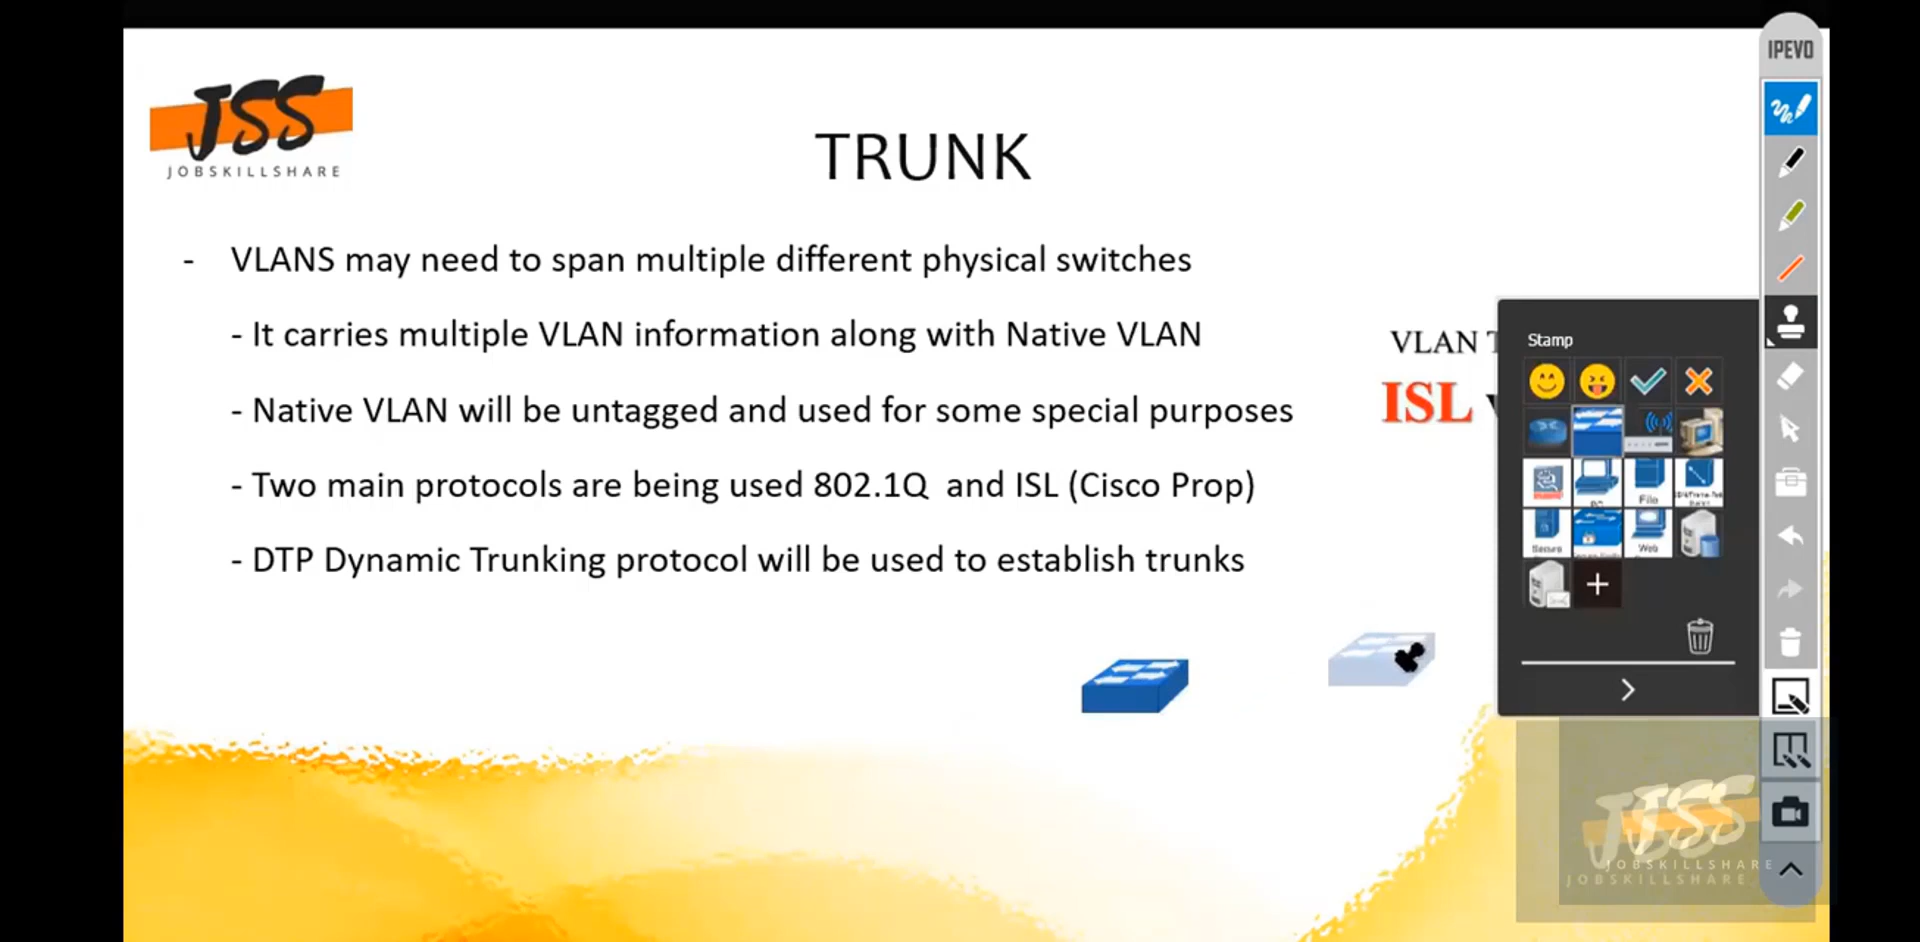 JSS
JOBSKILLSHARE
TRUNK
- VLANS may need to span multiple different physical switches
- It carries multiple VLAN information along with Native VLAN
- Native VLAN will be untagged and used for some special purposes
- Two main protocols are being used 802.1Q and ISL (Cisco Prop)
- DTP Dynamic Trunking protocol will be used to establish trunks
VLAN T
ISL
IPEVO
Stamp
File
Secure
Web
JSS
JOBSKILLSHARE
JOBSKILLSHARE